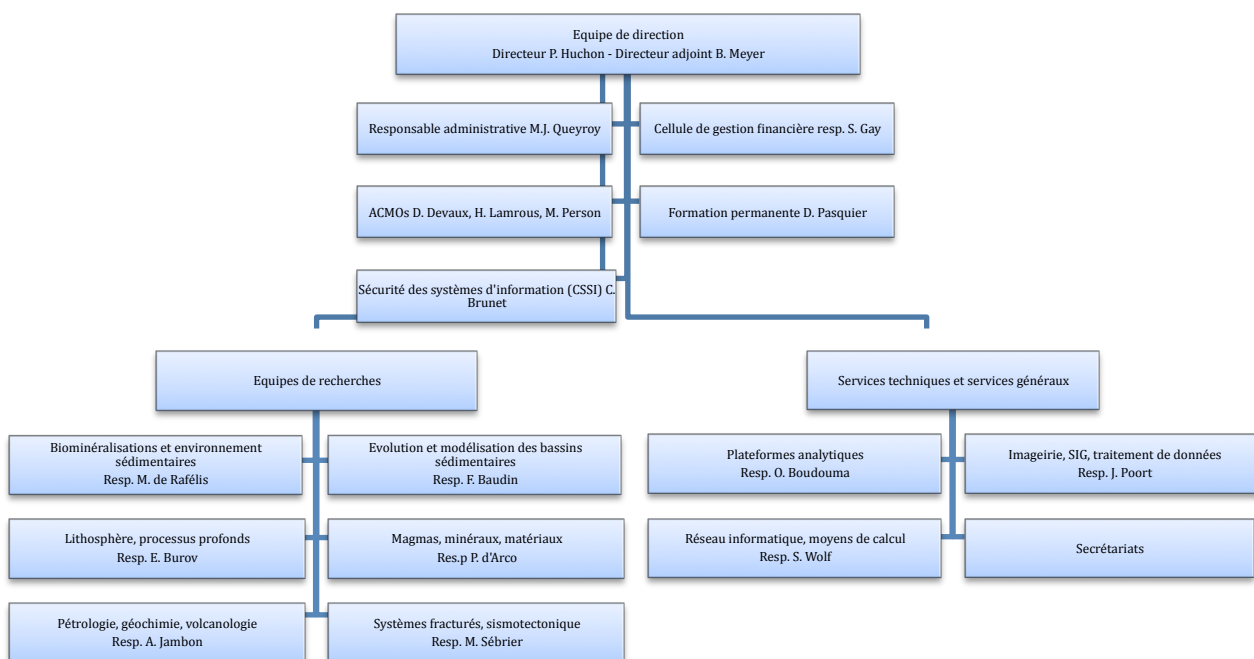 Equipe de direction
Directeur P. Huchon - Directeur adjoint B. Meyer
Responsable administrative M.J. Queyroy
Cellule de gestion financière resp. S. Gay
ACMOs D. Devaux, H. Lamrous, M. Person
Formation permanente D. Pasquier
Sécurité des systèmes d'information (CSSI) C.
Brunet
Equipes de recherches
Services techniques et services généraux
Biominéralisations et environnement
sédimentaires
Resp. M. de Rafélis
Evolution et modélisation des bassins
sédimentaires
Resp. F. Baudin
Plateformes analytiques
Resp. O. Boudouma
Imageirie, SIG, traitement de données
Resp. J. Poort
Lithosphère, processus profonds
Resp. E. Burov
Magmas, minéraux, matériaux
Res.p P. d'Arco
Réseau informatique, moyens de calcul
Resp. S. Wolf
Secrétariats
Pétrologie, géochimie, volcanologie
Resp. A. Jambon
Systèmes fracturés, sismotectonique
Resp. M. Sébrier